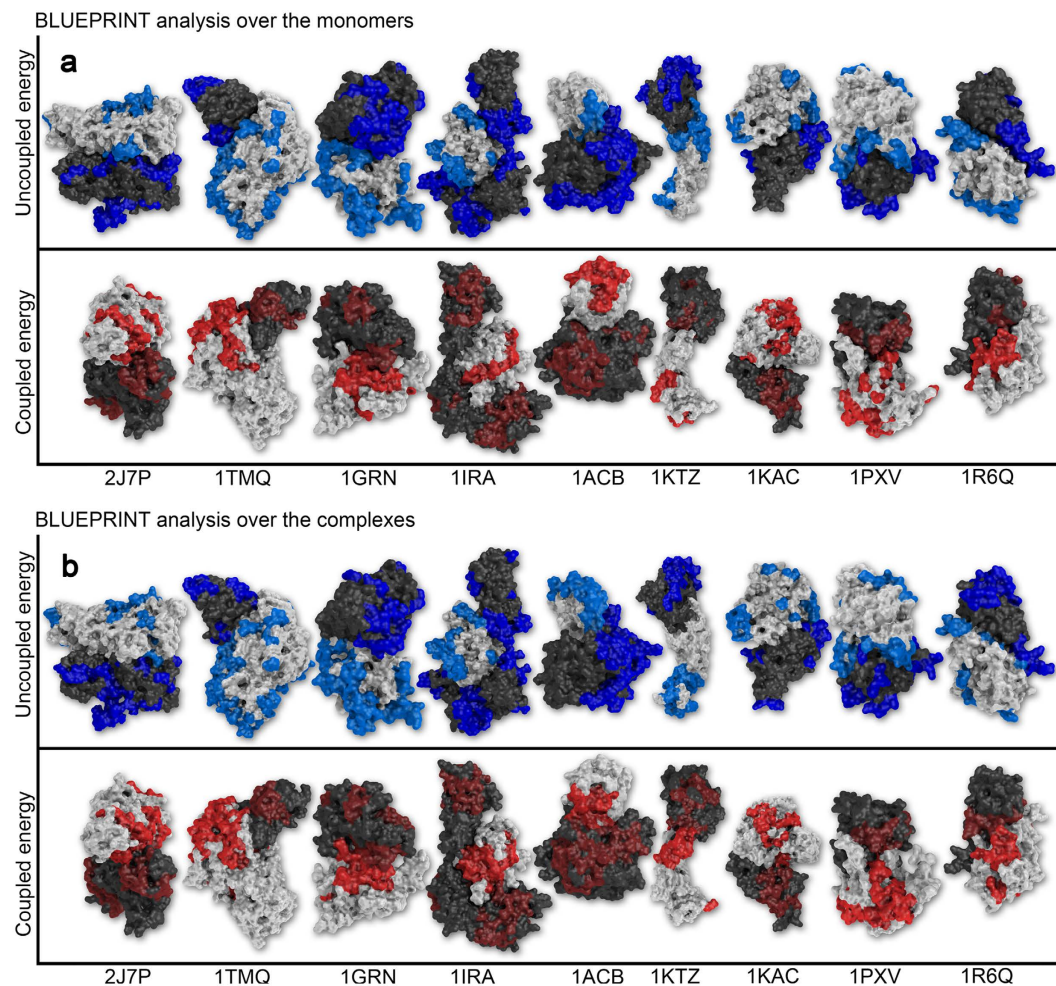 BLUEPRINT analysis over the monomers
a
Uncoupled energy
Coupled energy
2J7P 1TMQ 1GRN 1IRA 1ACB 1KTZ 1KAC 1PXV 1R6Q
BLUEPRINT analysis over the complexes
b
Uncoupled energy
Coupled energy
2J7P 1TMQ 1GRN 1IRA 1ACB 1KTZ 1KAC 1PXV 1R6Q